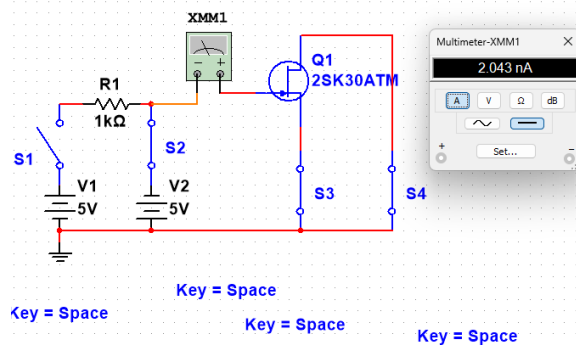 XMM1
Multimeter-XMM1
2.043 nA
A
V
Ω
dB
Set...
+
−
Q1
2SK30ATM
R1
1kΩ
S1
S2
V1
5V
V2
5V
S3
S4
Key = Space
Key = Space
Key = Space
Key = Space